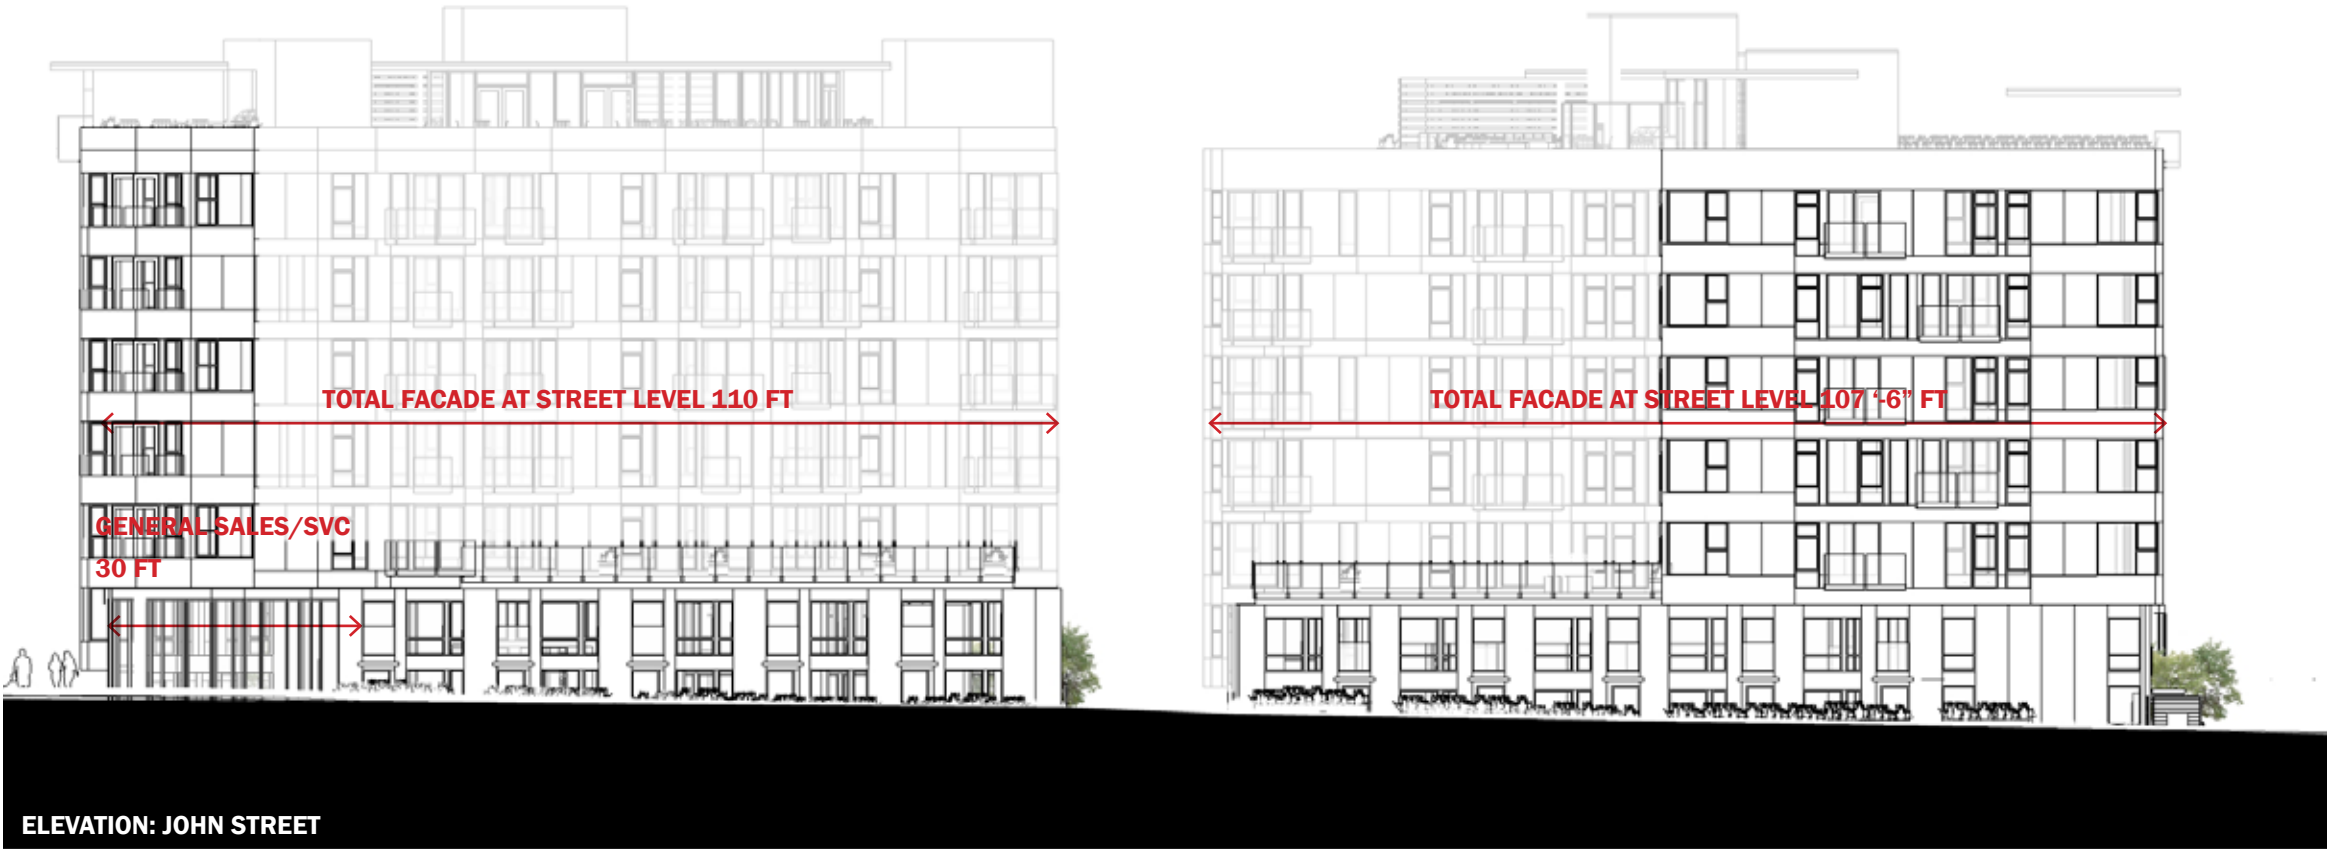 TOTAL FACADE AT STREET LEVEL 110 FT
TOTAL FACADE AT STREET LEVEL 107 ‘-6” FT
GENERAL SALES/SVC
30 FT
ELEVATION: JOHN STREET